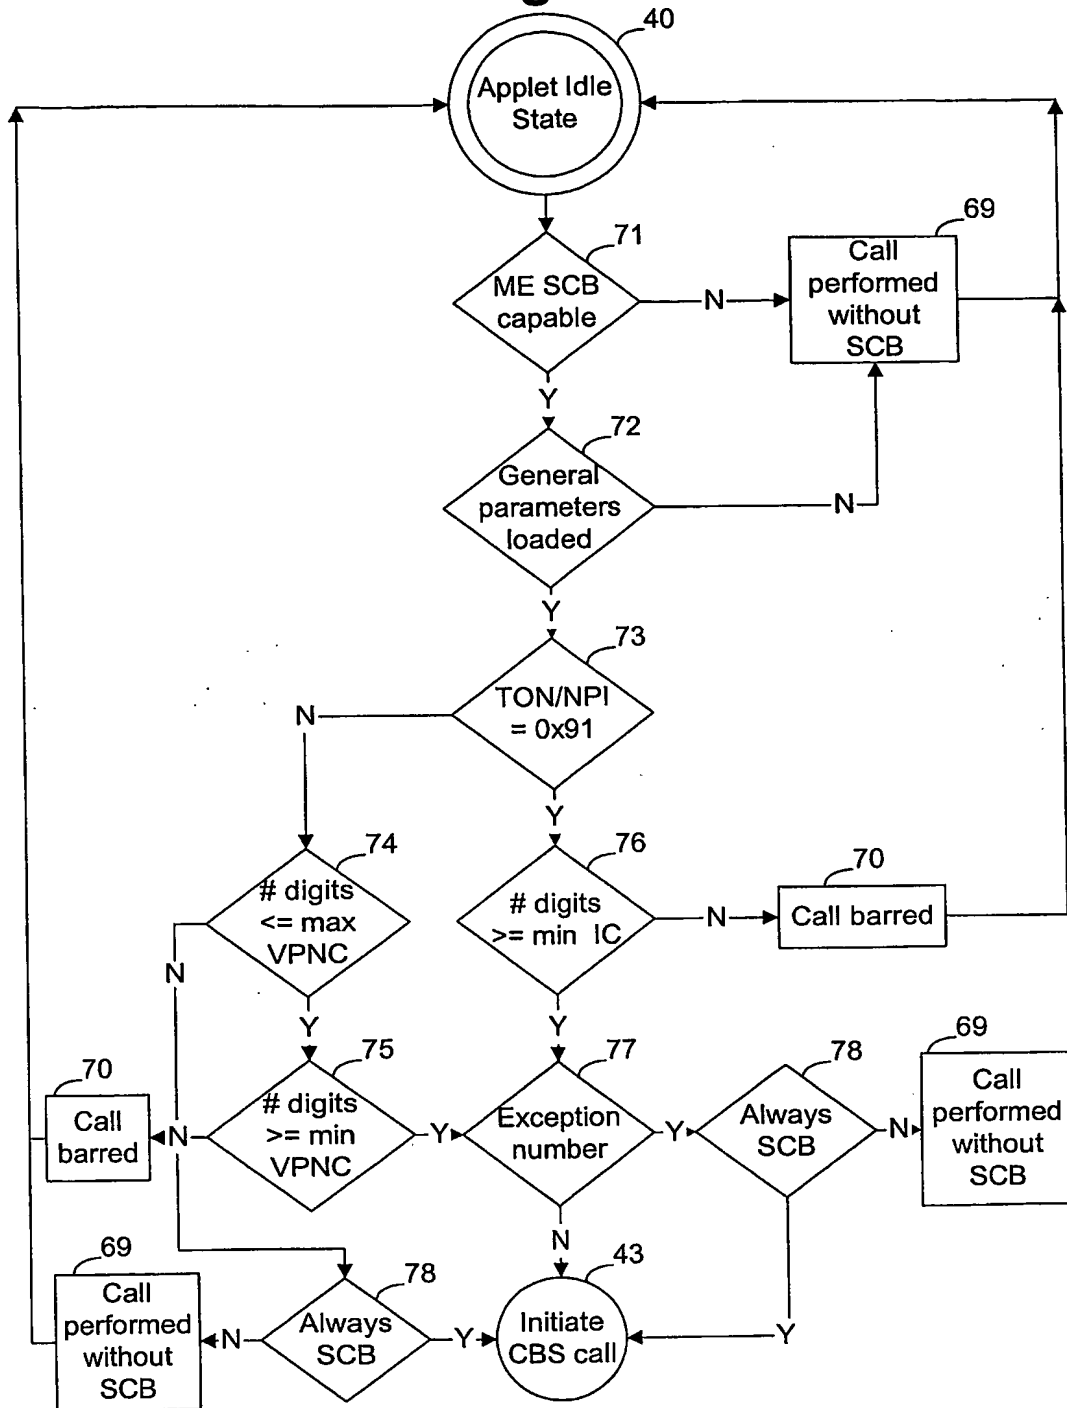 40
Applet Idle
State
71
ME SCB
capable
N
69
Call
performed
without
SCB
Y
72
General
parameters
loaded
N
Y
73
TON/NPI
= 0x91
N
Y
74
# digits
<= max
VPNC
N
Y
76
# digits
>= min IC
N
70
Call barred
Y
75
# digits
>= min
VPNC
N
70
Call
barred
Y
77
Exception
number
Y
78
Always
SCB
N
69
Call
performed
without
SCB
N
Y
69
Call
performed
without
SCB
N
78
Always
SCB
Y
43
Initiate
CBS call